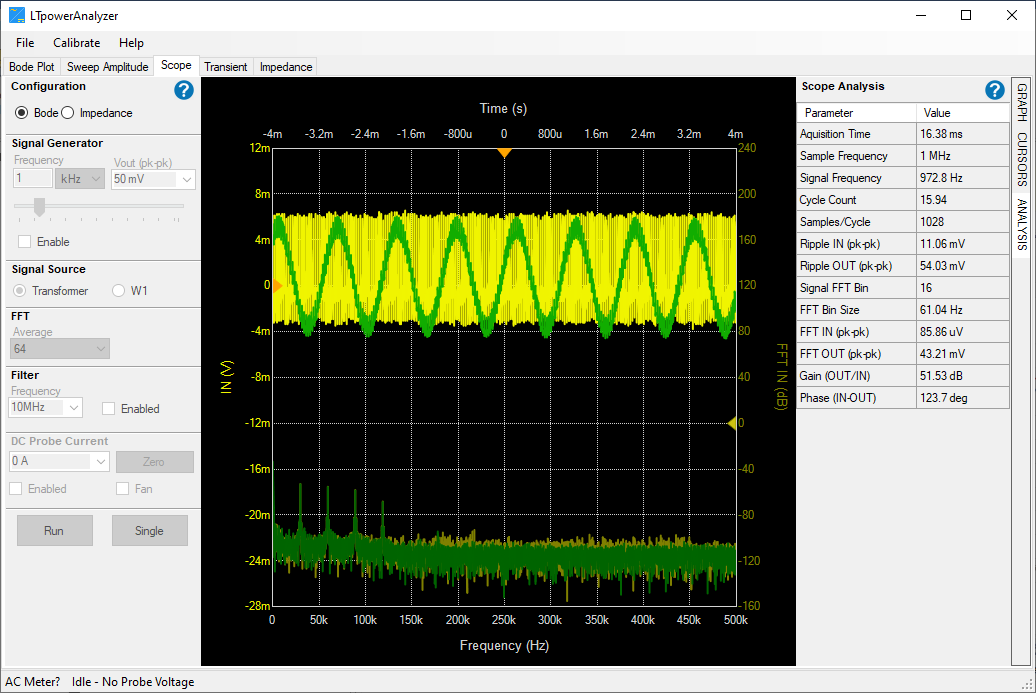 LTpowerAnalyzer
File Calibrate Help
Bode Plot Sweep Amplitude Scope Transient Impedance
Configuration
?
Bode Impedance
Signal Generator
Frequency Vout (pk-pk)
1 kHz 50 mV
Enable
Signal Source
Transformer W1
FFT
Average
64
Filter
Frequency
10MHz Enabled
DC Probe Current
0 A Zero
Enabled Fan
Run Single
Time (s)
-4m -3.2m -2.4m -1.6m -800u 0 800u 1.6m 2.4m 3.2m 4m
12m
8m
4m
0
-4m
-8m
-12m
-16m
-20m
-24m
-28m
IN (V)
240
200
160
120
80
40
0
-40
-80
-120
-160
FFT IN (dB)
0 50k 100k 150k 200k 250k 300k 350k 400k 450k 500k
Frequency (Hz)
Scope Analysis
?
Parameter Value
Aquisition Time 16.38 ms
Sample Frequency 1 MHz
Signal Frequency 972.8 Hz
Cycle Count 15.94
Samples/Cycle 1028
Ripple IN (pk-pk) 11.06 mV
Ripple OUT (pk-pk) 54.03 mV
Signal FFT Bin 16
FFT Bin Size 61.04 Hz
FFT IN (pk-pk) 85.86 uV
FFT OUT (pk-pk) 43.21 mV
Gain (OUT/IN) 51.53 dB
Phase (IN-OUT) 123.7 deg
GRAPH
CURSORS
ANALYSIS
AC Meter? Idle - No Probe Voltage